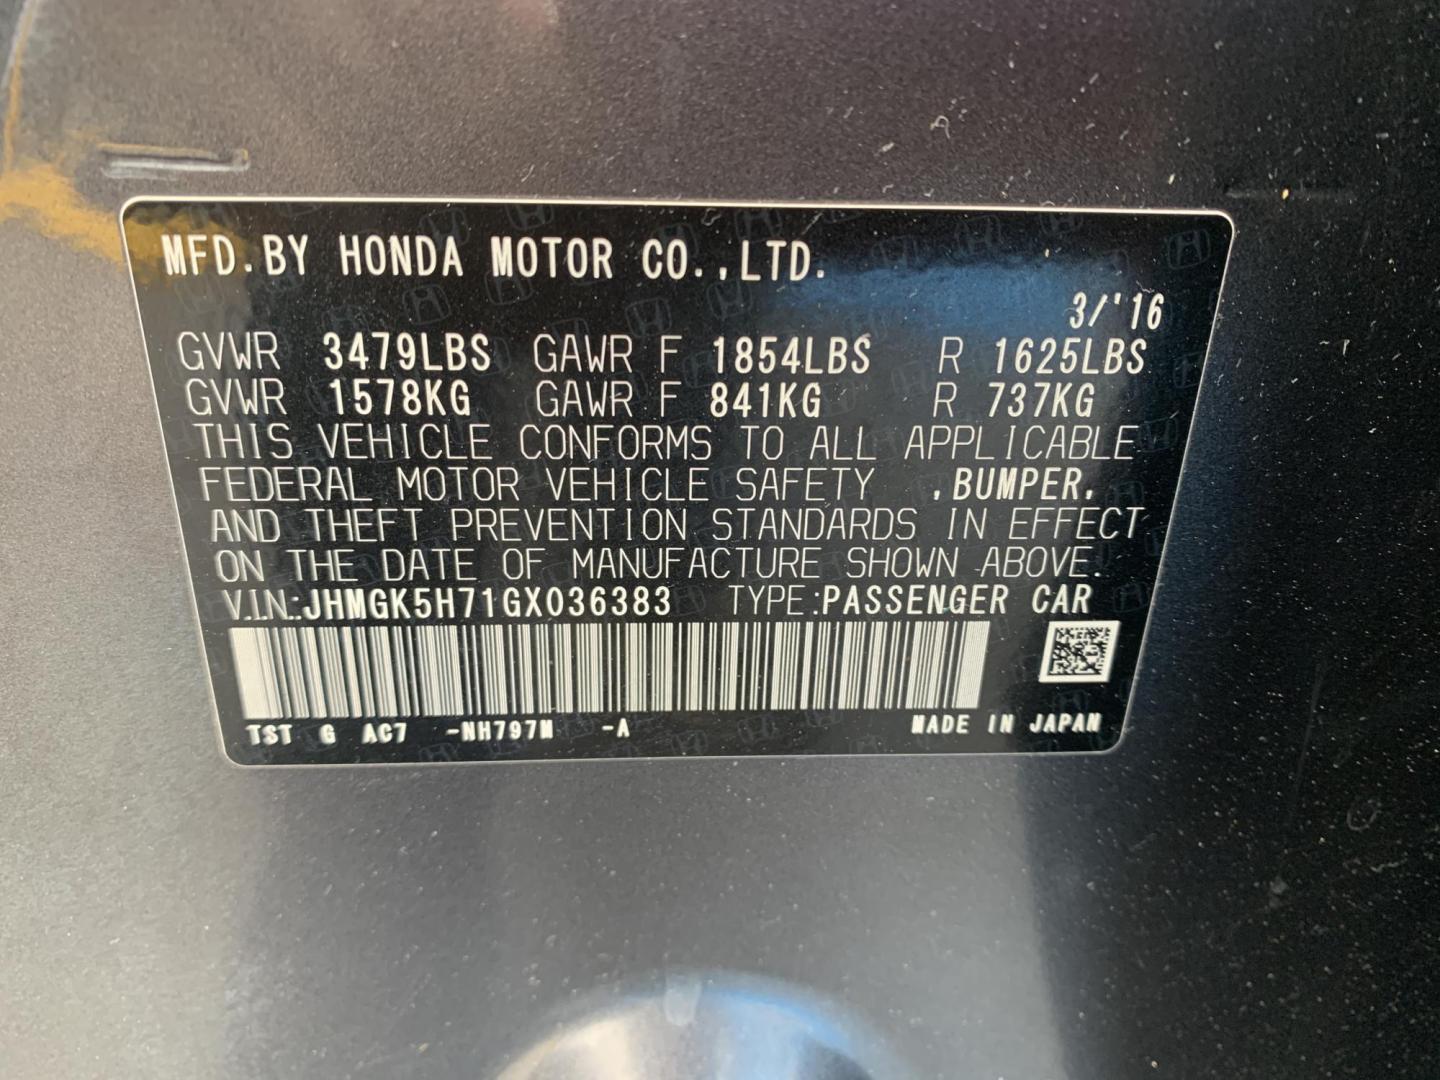 MFD.BY HONDA MOTOR CO.,LTD.
3/'16
GVWR 3479LBS GAWR F 1854LBS R 1625LBS
GVWR 1578KG GAWR F 841KG R 737KG
THIS VEHICLE CONFORMS TO ALL APPLICABLE
FEDERAL MOTOR VEHICLE SAFETY ,BUMPER,
AND THEFT PREVENTION STANDARDS IN EFFECT
ON THE DATE OF MANUFACTURE SHOWN ABOVE.
V.I.N.:JHMGK5H71GX036383 TYPE:PASSENGER CAR
TST G AC7 -NH797M -A MADE IN JAPAN